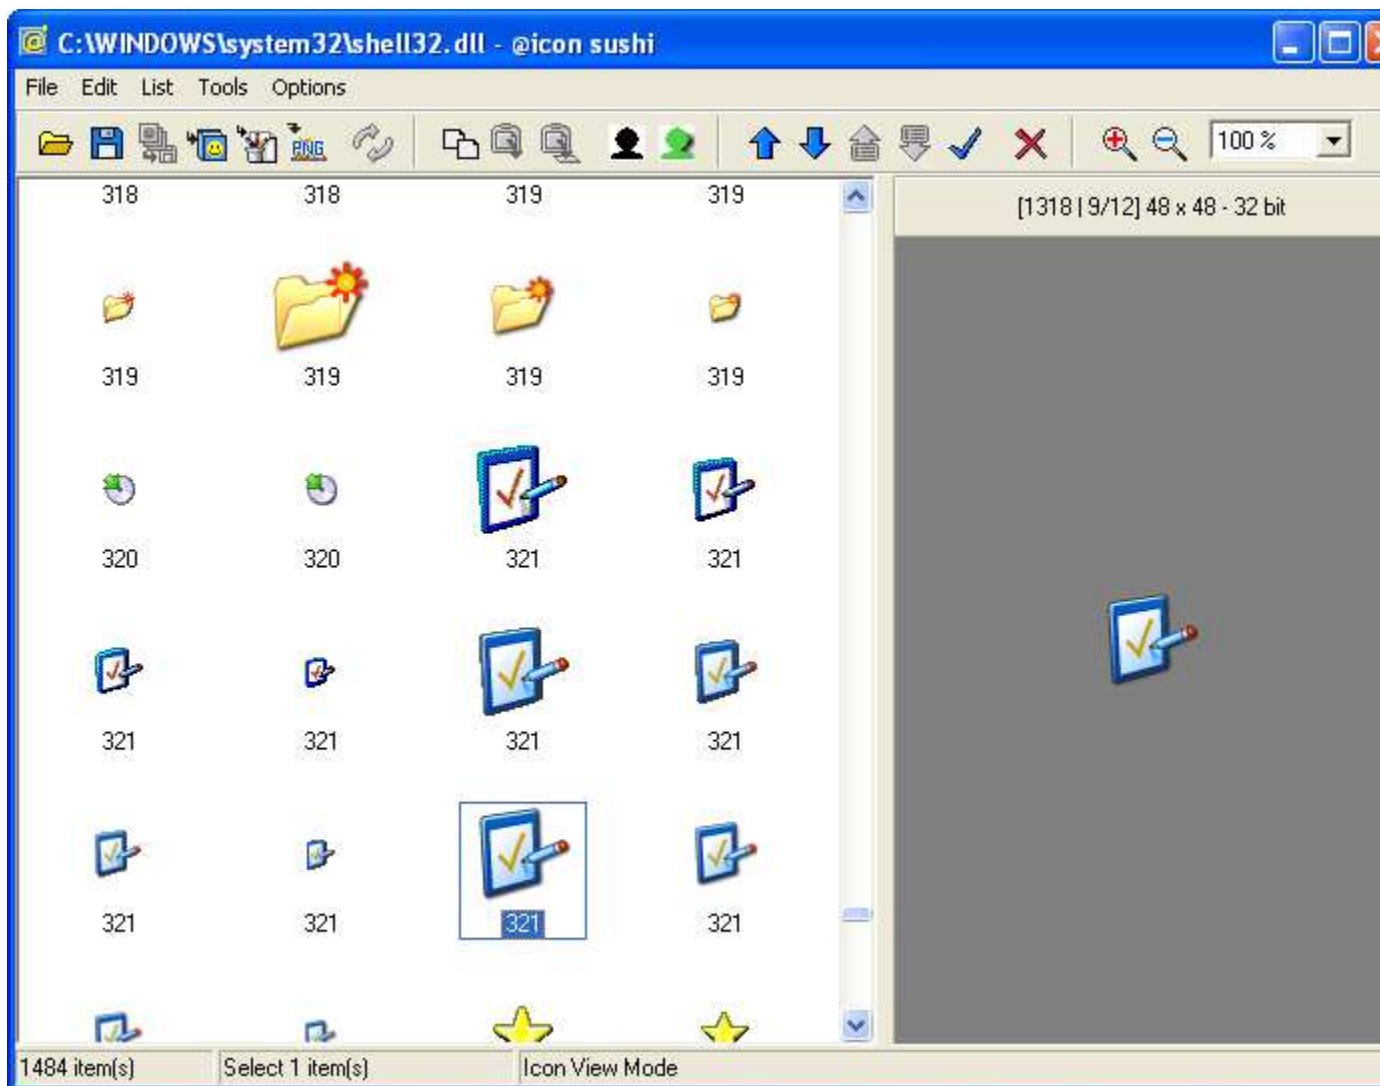 C:\WINDOWS\system32\shell32.dll - @icon sushi
File Edit List Tools Options
PNG 100 %
318 318 319 319
[1318 | 9/12] 48 x 48 - 32 bit
319 319 319 319
320 320 321 321
321 321 321 321
321 321 321 321
1484 item(s) Select 1 item(s) Icon View Mode